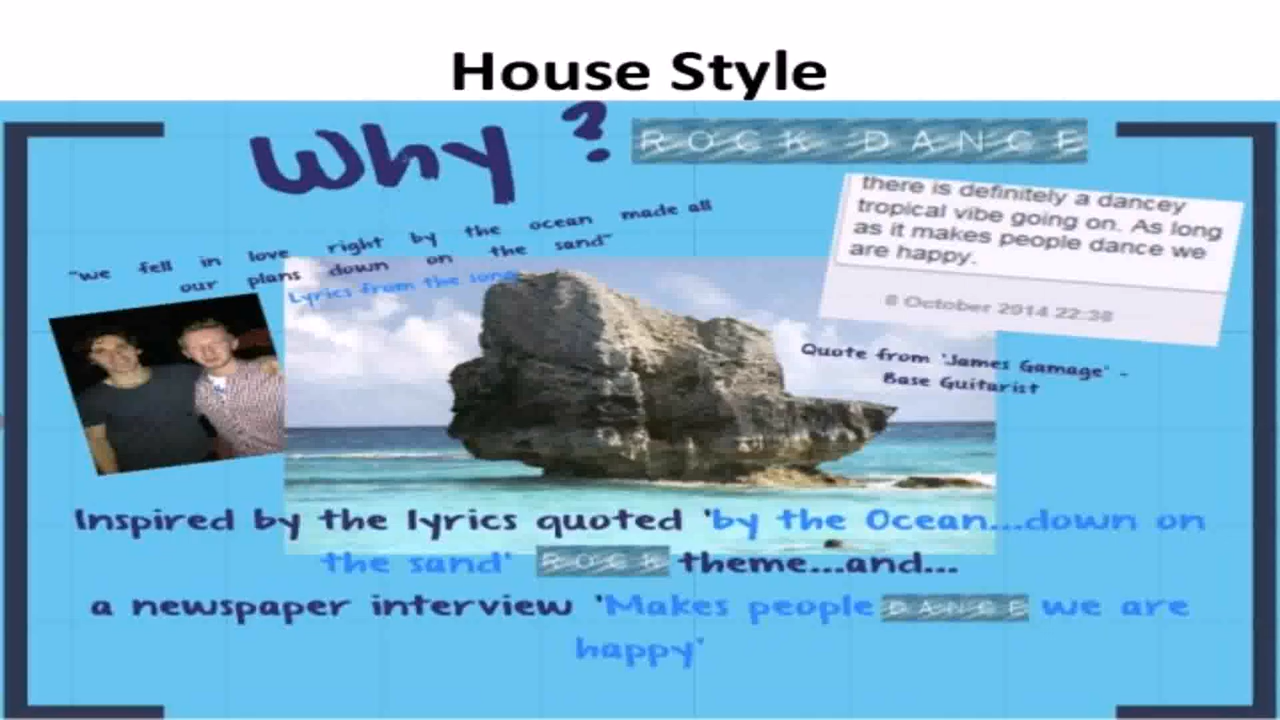 House Style
Why ? ROCK DANCE
"we fell in love right by the ocean made all
our plans down on the sand"
Lyrics from the song
there is definitely a dancey
tropical vibe going on. As long
as it makes people dance we
are happy.
8 October 2014 22:38
Quote from 'James Gamage' -
Base Guitarist
Inspired by the lyrics quoted 'by the Ocean...down on
the sand' ROCK theme...and...
a newspaper interview 'Makes people DANCE we are
happy'